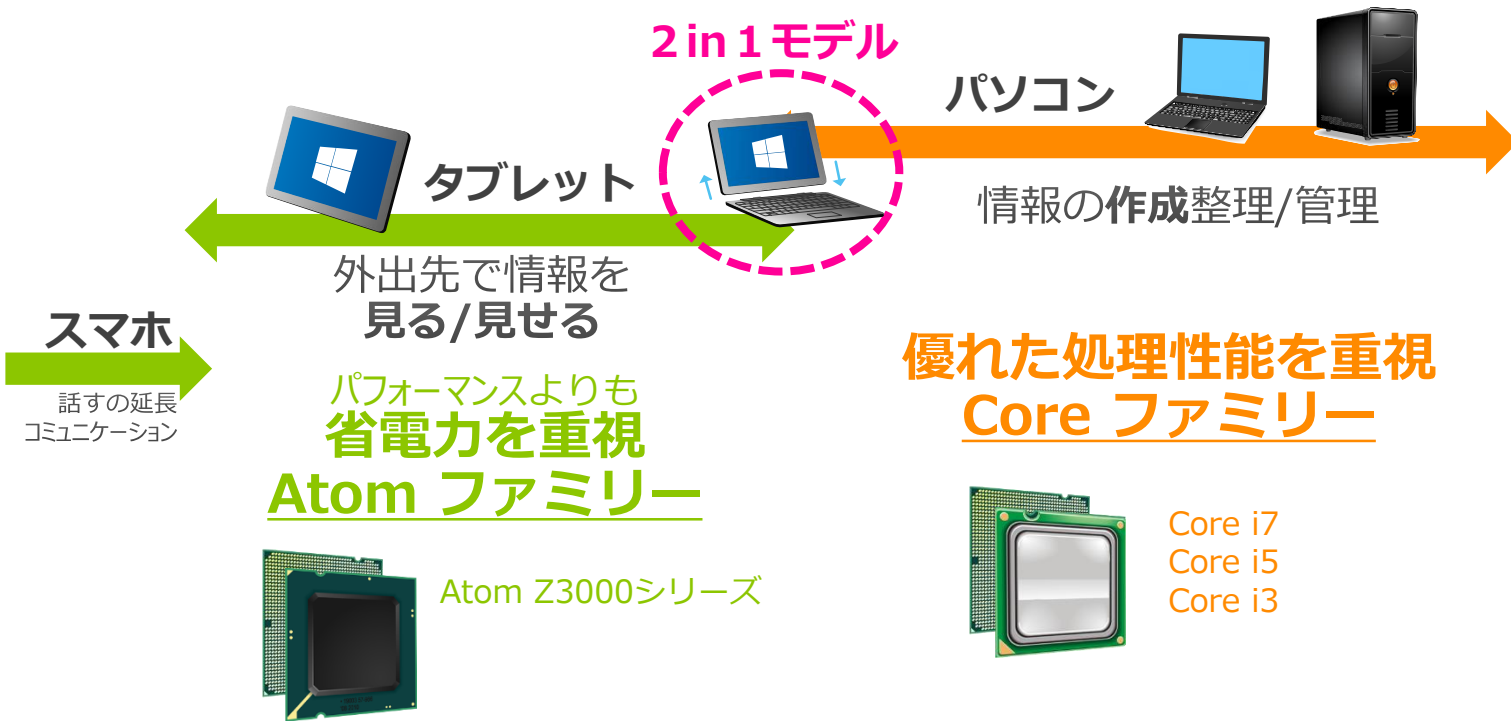 2in1モデル
パソコン
タブレット
情報の作成整理/管理
外出先で情報を
見る/見せる
スマホ
話すの延長
コミュニケーション
パフォーマンスよりも
省電力を重視
Atom ファミリー
優れた処理性能を重視
Core ファミリー
Atom Z3000シリーズ
Core i7
Core i5
Core i3